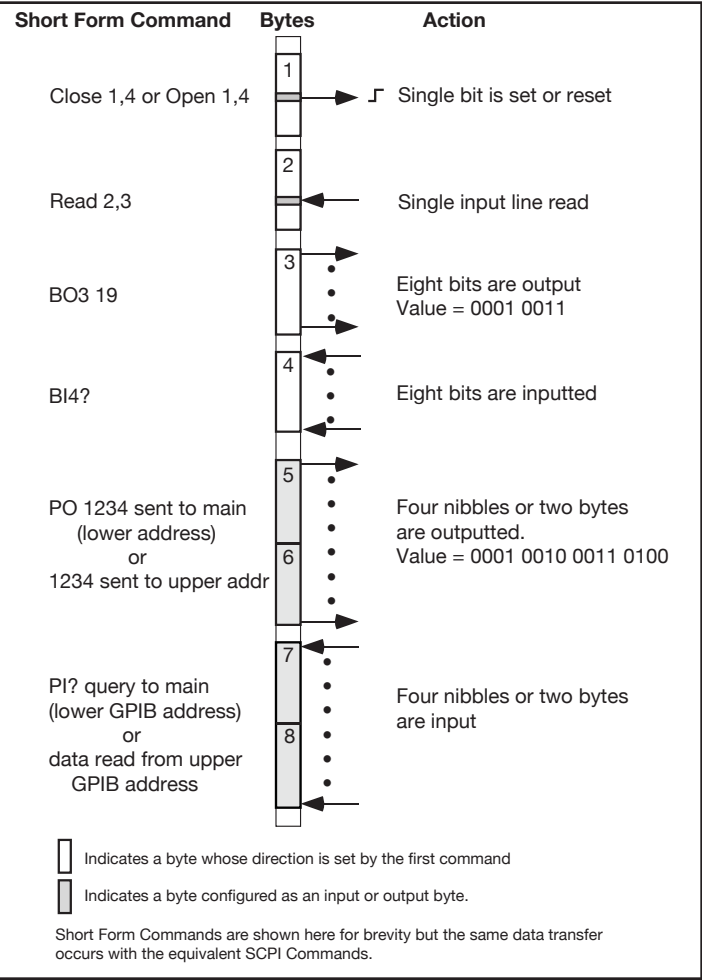 Short Form Command Bytes Action
1
Close 1,4 or Open 1,4
Single bit is set or reset
2
Read 2,3
Single input line read
3
BO3 19
Eight bits are output
Value = 0001 0011
4
BI4?
Eight bits are inputted
5
PO 1234 sent to main
(lower address)
or
1234 sent to upper addr
6
Four nibbles or two bytes
are outputted.
Value = 0001 0010 0011 0100
7
PI? query to main
(lower GPIB address)
or
data read from upper
GPIB address
8
Four nibbles or two bytes
are input
Indicates a byte whose direction is set by the first command
Indicates a byte configured as an input or output byte.
Short Form Commands are shown here for brevity but the same data transfer
occurs with the equivalent SCPI Commands.